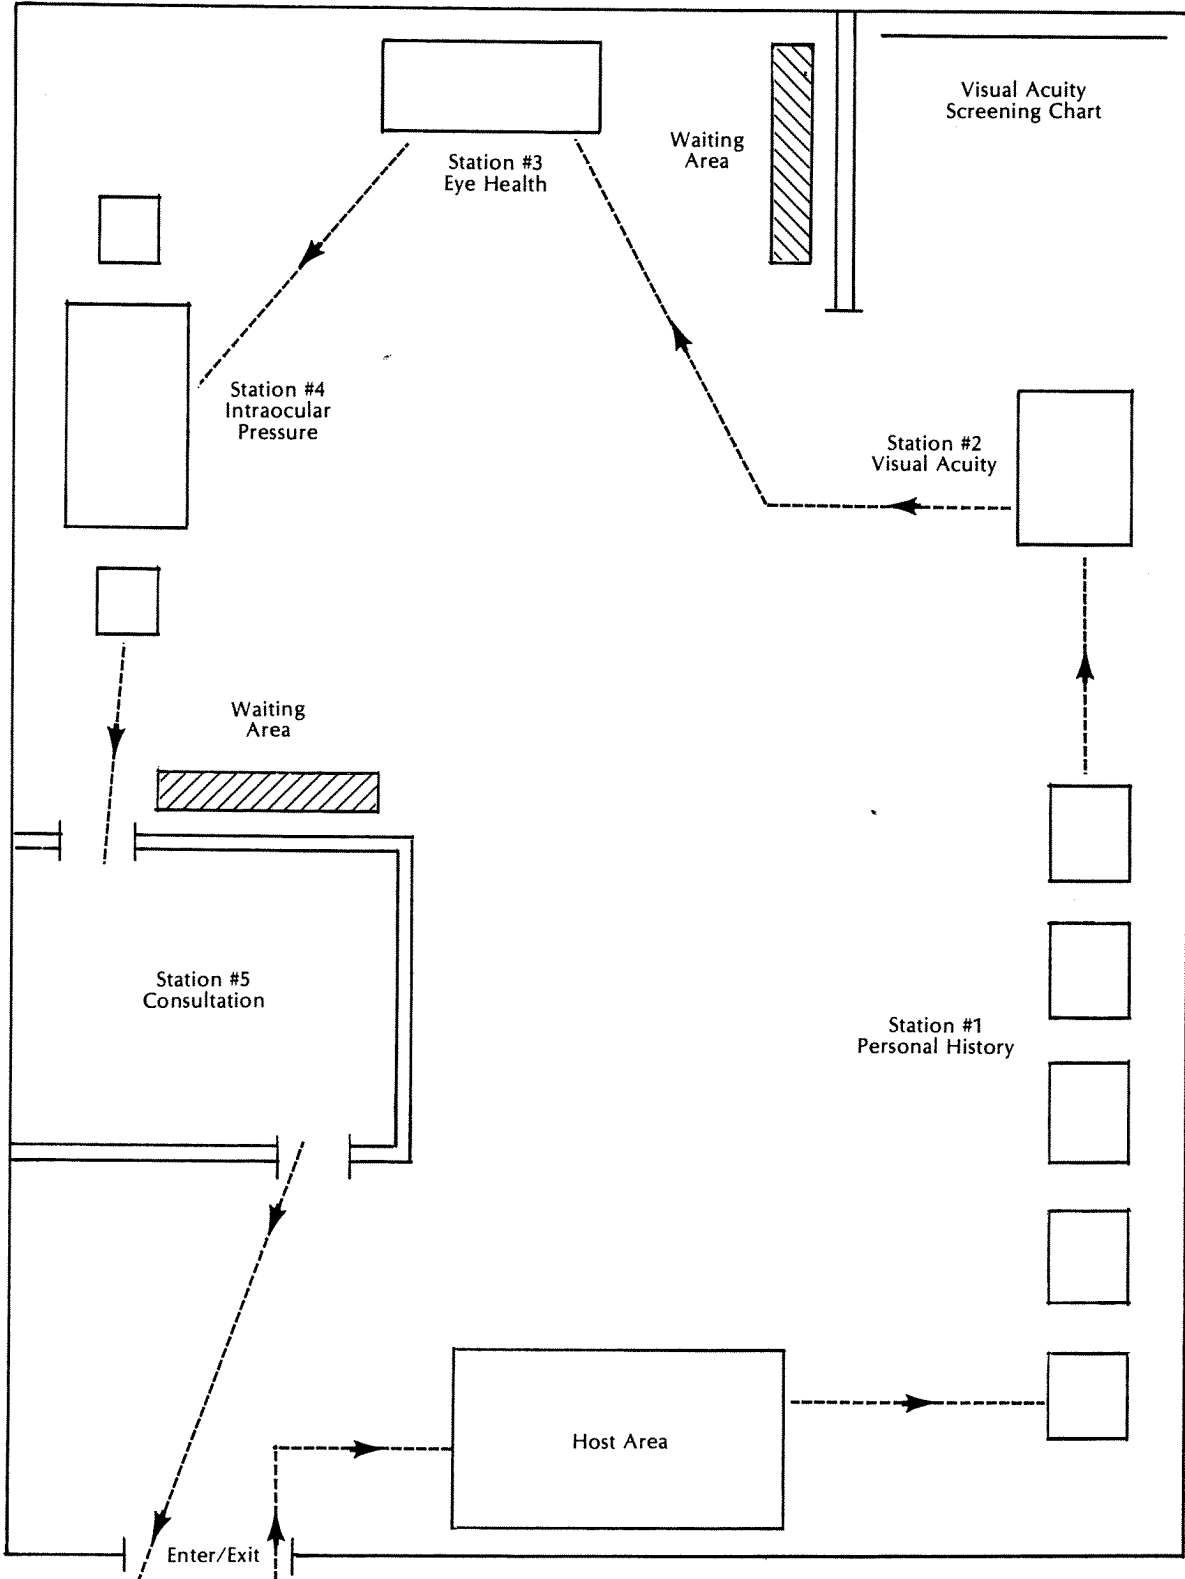 Visual Acuity
Screening Chart
Waiting
Area
Station #3
Eye Health
Station #4
Intraocular
Pressure
Station #2
Visual Acuity
Waiting
Area
Station #5
Consultation
Station #1
Personal History
Host Area
Enter/Exit